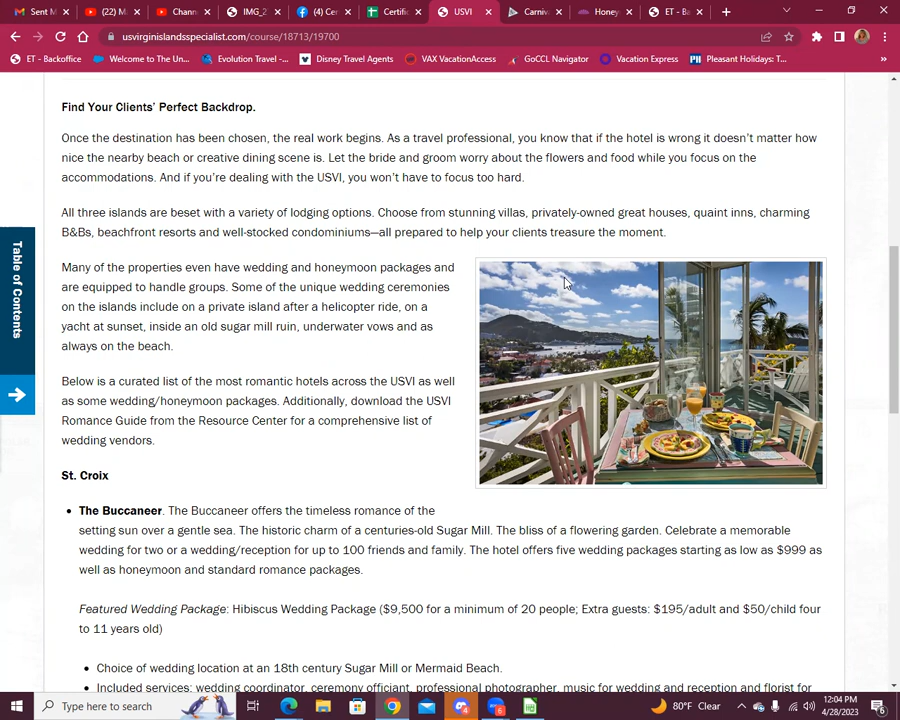 Sent M
(22) M
Chann
IMG_2
(4) Ce
Certific
USVI
Carniv
Honey
ET - Ba
usvirginislandsspecialist.com/course/18713/19700
ET - Backoffice
Welcome to The Un...
Evolution Travel -...
Disney Travel Agents
VAX VacationAccess
GoCCL Navigator
Vacation Express
Pleasant Holidays: T...
Find Your Clients' Perfect Backdrop.
Once the destination has been chosen, the real work begins. As a travel professional, you know that if the hotel is wrong it doesn't matter how
nice the nearby beach or creative dining scene is. Let the bride and groom worry about the flowers and food while you focus on the
accommodations. And if you're dealing with the USVI, you won't have to focus too hard.
All three islands are beset with a variety of lodging options. Choose from stunning villas, privately-owned great houses, quaint inns, charming
B&Bs, beachfront resorts and well-stocked condominiums—all prepared to help your clients treasure the moment.
Table of Contents
Many of the properties even have wedding and honeymoon packages and
are equipped to handle groups. Some of the unique wedding ceremonies
on the islands include on a private island after a helicopter ride, on a
yacht at sunset, inside an old sugar mill ruin, underwater vows and as
always on the beach.
Below is a curated list of the most romantic hotels across the USVI as well
as some wedding/honeymoon packages. Additionally, download the USVI
Romance Guide from the Resource Center for a comprehensive list of
wedding vendors.
St. Croix
• The Buccaneer. The Buccaneer offers the timeless romance of the
setting sun over a gentle sea. The historic charm of a centuries-old Sugar Mill. The bliss of a flowering garden. Celebrate a memorable
wedding for two or a wedding/reception for up to 100 friends and family. The hotel offers five wedding packages starting as low as $999 as
well as honeymoon and standard romance packages.
Featured Wedding Package: Hibiscus Wedding Package ($9,500 for a minimum of 20 people; Extra guests: $195/adult and $50/child four
to 11 years old)
• Choice of wedding location at an 18th century Sugar Mill or Mermaid Beach.
• Included services: wedding coordinator, ceremony officiant, professional photographer, music for wedding and reception and florist for
Type here to search
6
80°F Clear
12:04 PM
4/28/2023
6